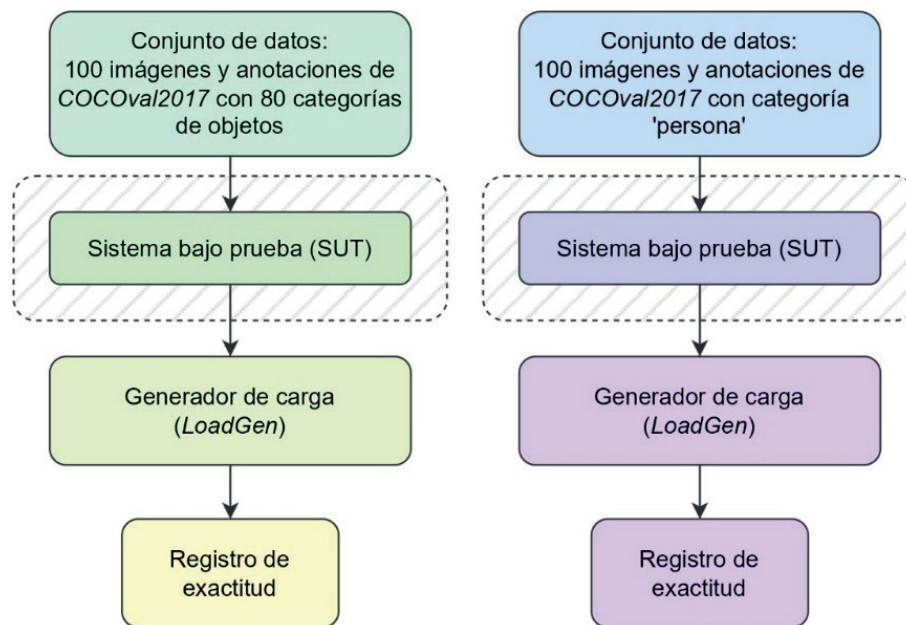 Conjunto de datos:
100 imágenes y anotaciones de
COCOval2017 con 80 categorías
de objetos
Sistema bajo prueba (SUT)
Generador de carga
(LoadGen)
Registro de
exactitud
Conjunto de datos:
100 imágenes y anotaciones de
COCOval2017 con categoría
'persona'
Sistema bajo prueba (SUT)
Generador de carga
(LoadGen)
Registro de
exactitud